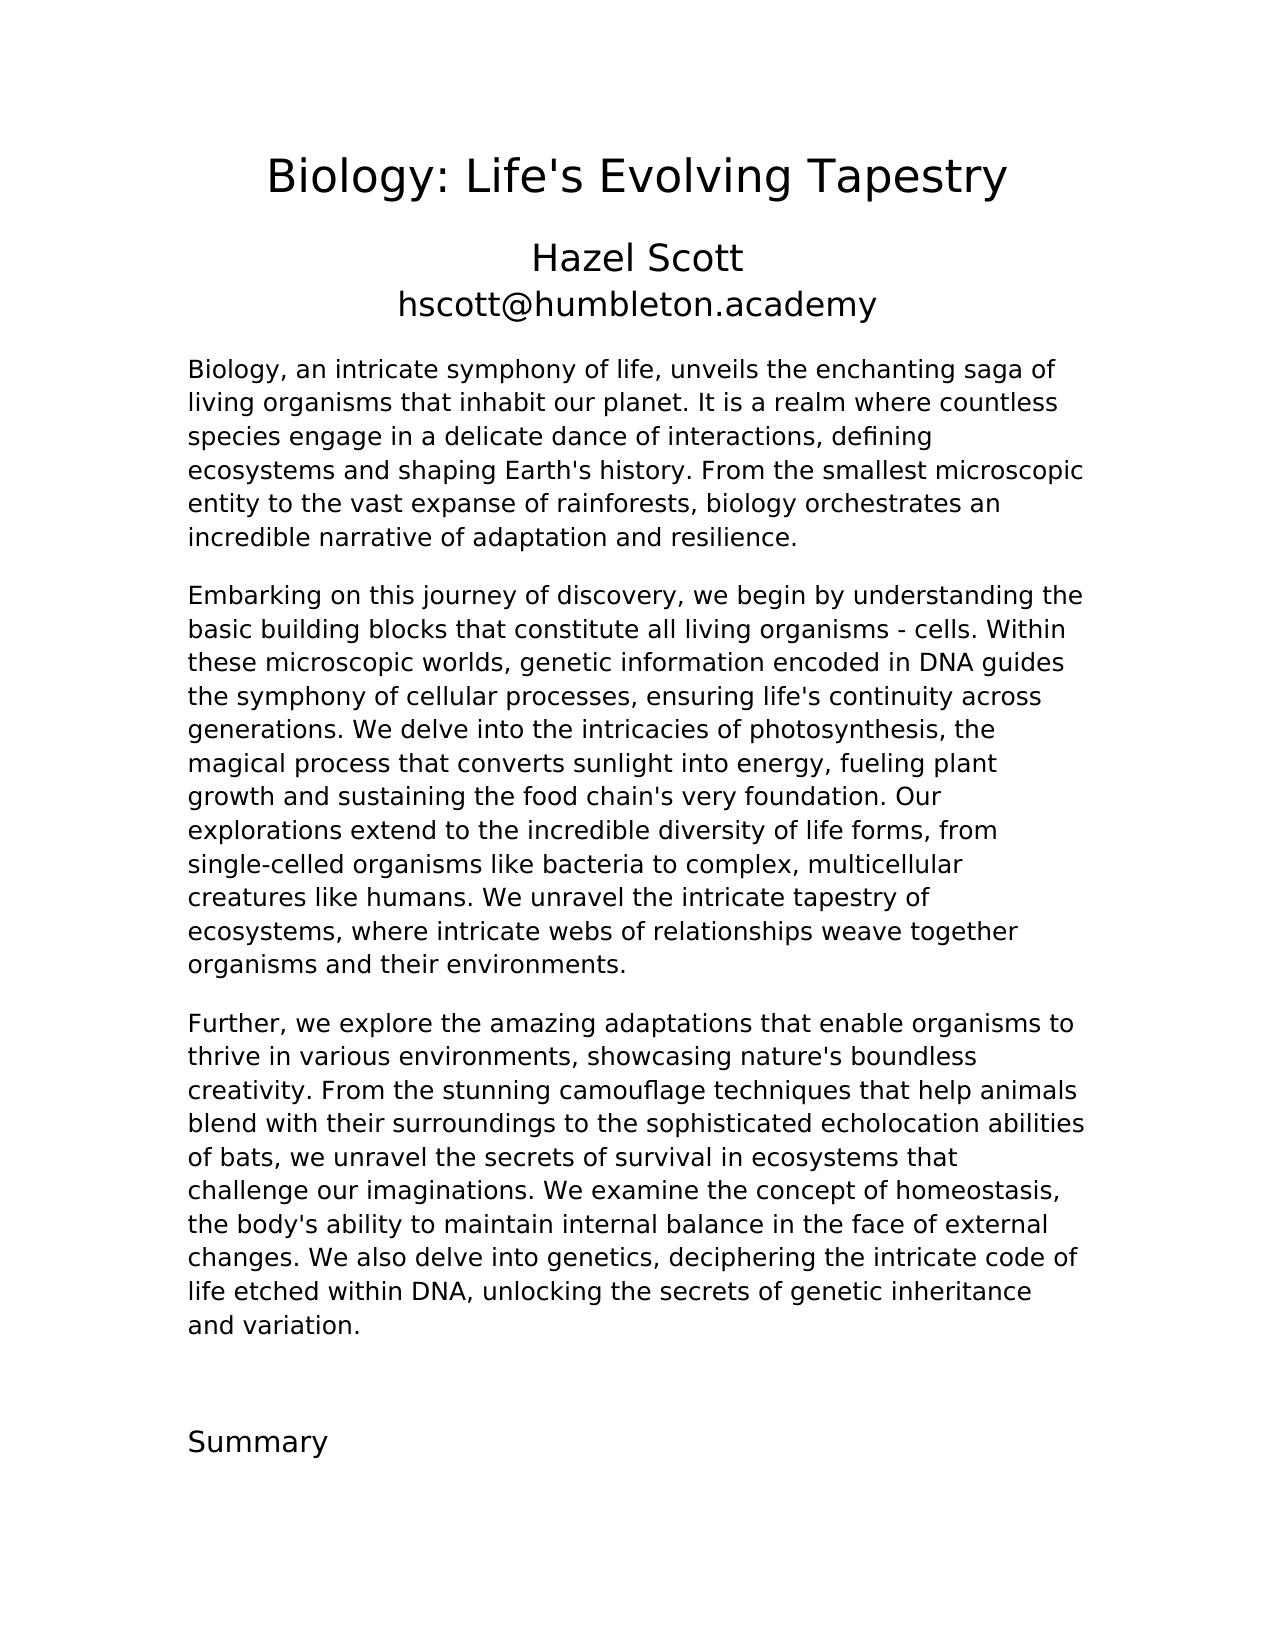 Biology: Life's Evolving Tapestry
Hazel Scott
hscott@humbleton.academy
Biology, an intricate symphony of life, unveils the enchanting saga of
living organisms that inhabit our planet. It is a realm where countless
species engage in a delicate dance of interactions, defining
ecosystems and shaping Earth's history. From the smallest microscopic
entity to the vast expanse of rainforests, biology orchestrates an
incredible narrative of adaptation and resilience.
Embarking on this journey of discovery, we begin by understanding the
basic building blocks that constitute all living organisms - cells. Within
these microscopic worlds, genetic information encoded in DNA guides
the symphony of cellular processes, ensuring life's continuity across
generations. We delve into the intricacies of photosynthesis, the
magical process that converts sunlight into energy, fueling plant
growth and sustaining the food chain's very foundation. Our
explorations extend to the incredible diversity of life forms, from
single-celled organisms like bacteria to complex, multicellular
creatures like humans. We unravel the intricate tapestry of
ecosystems, where intricate webs of relationships weave together
organisms and their environments.
Further, we explore the amazing adaptations that enable organisms to
thrive in various environments, showcasing nature's boundless
creativity. From the stunning camouflage techniques that help animals
blend with their surroundings to the sophisticated echolocation abilities
of bats, we unravel the secrets of survival in ecosystems that
challenge our imaginations. We examine the concept of homeostasis,
the body's ability to maintain internal balance in the face of external
changes. We also delve into genetics, deciphering the intricate code of
life etched within DNA, unlocking the secrets of genetic inheritance
and variation.
Summary